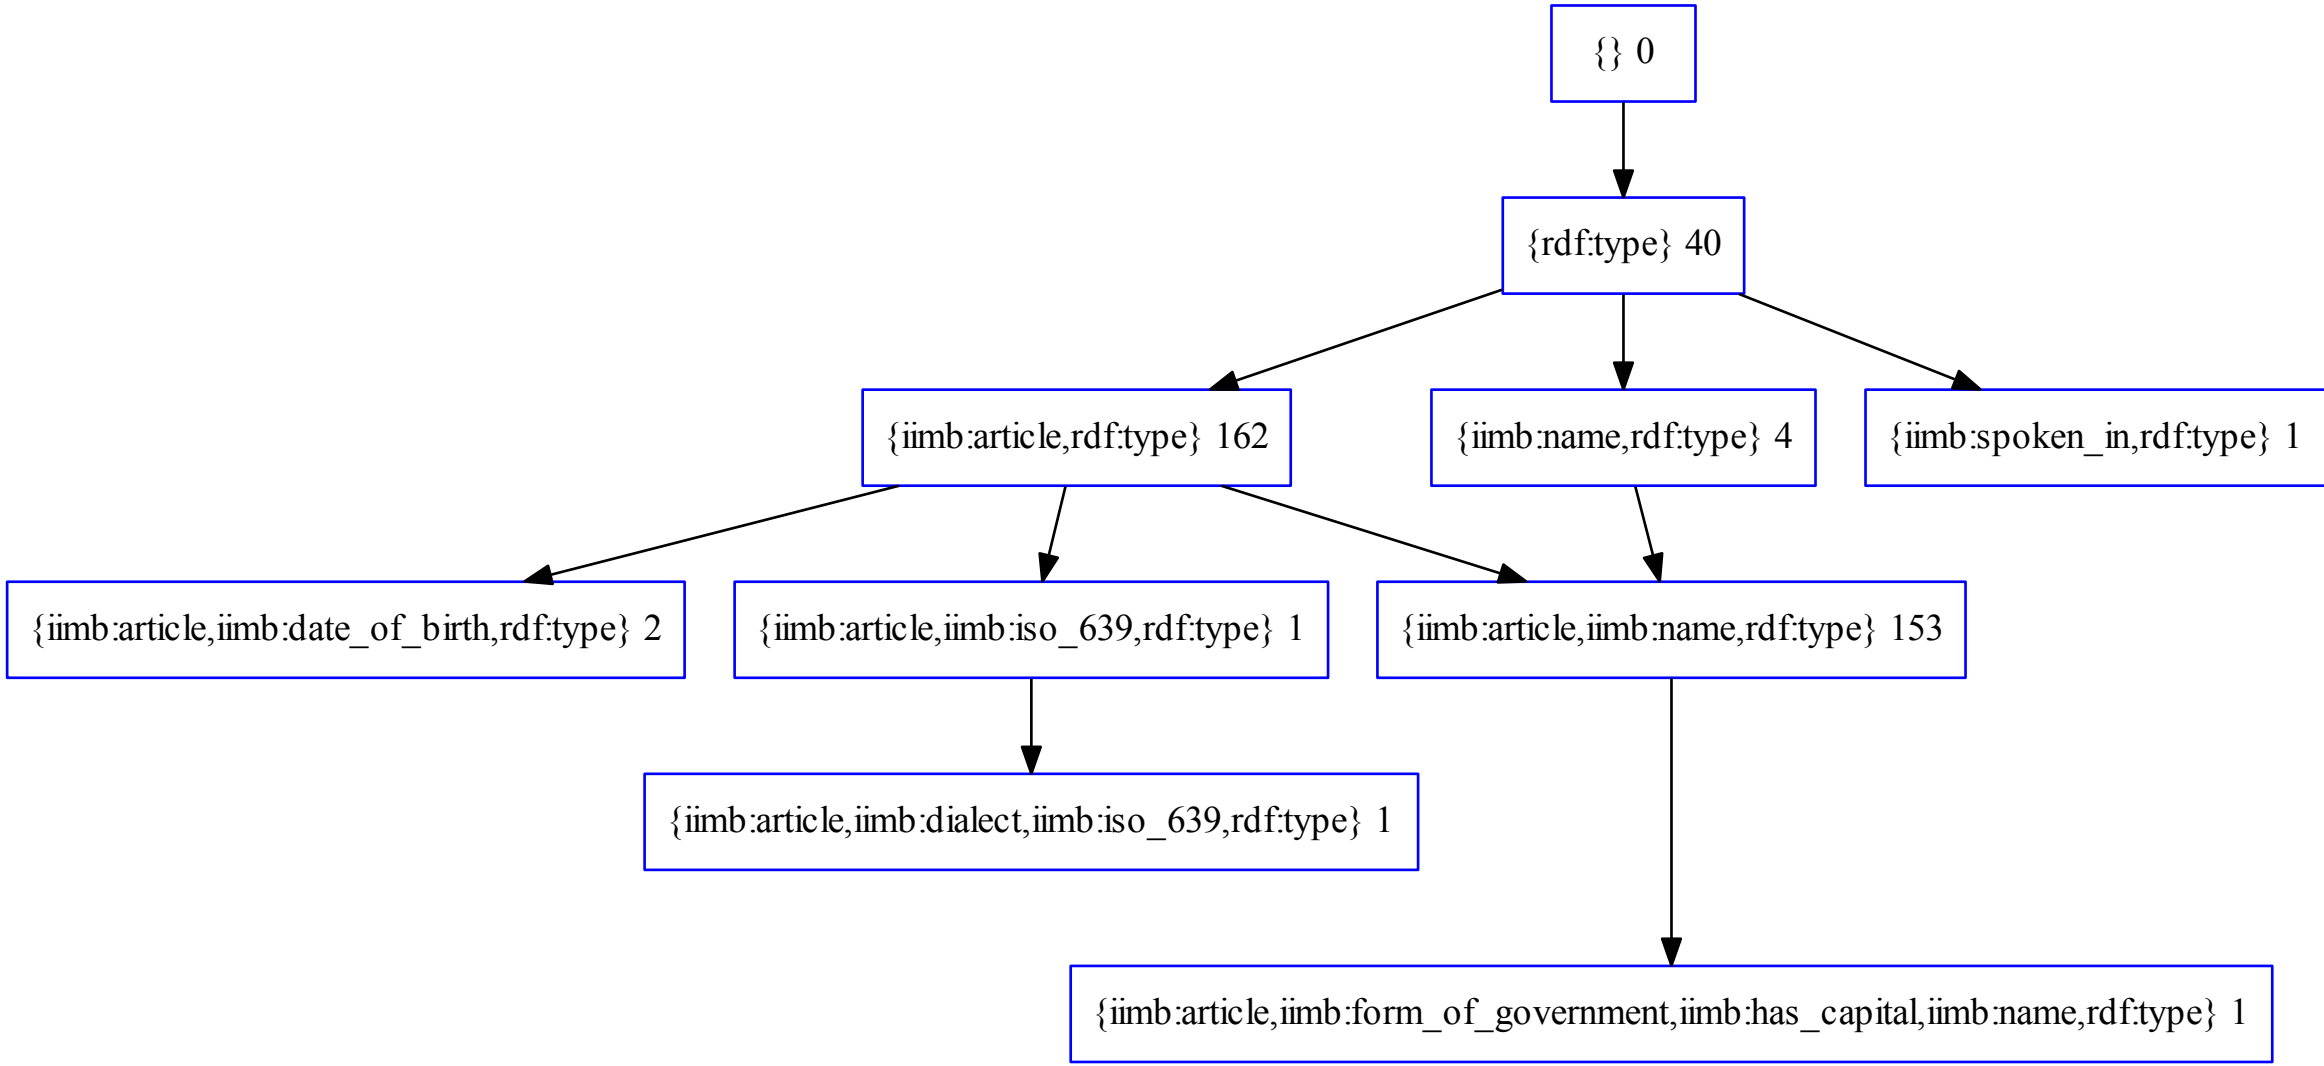 {} 0
{rdf:type} 40
{iimb:article,rdf:type} 162
{iimb:name,rdf:type} 4
{iimb:spoken_in,rdf:type} 1
{iimb:article,iimb:date_of_birth,rdf:type} 2
{iimb:article,iimb:iso_639,rdf:type} 1
{iimb:article,iimb:name,rdf:type} 153
{iimb:article,iimb:dialect,iimb:iso_639,rdf:type} 1
{iimb:article,iimb:form_of_government,iimb:has_capital,iimb:name,rdf:type} 1